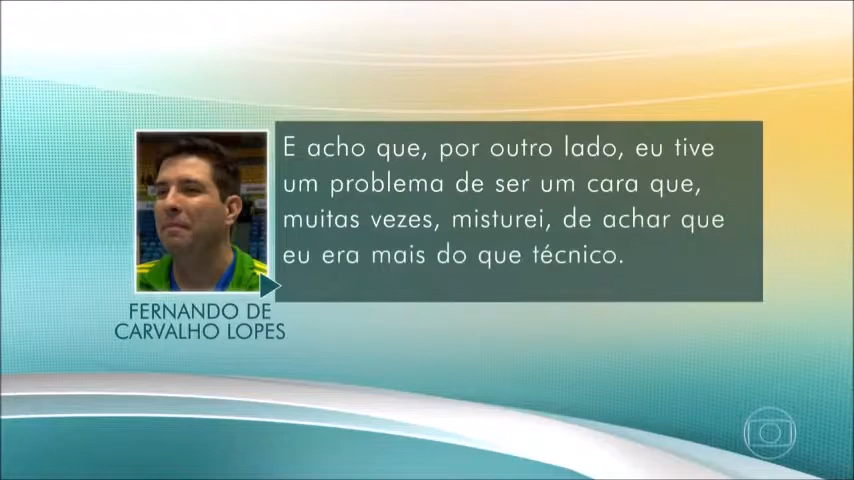 E acho que, por outro lado, eu tive
um problema de ser um cara que,
muitas vezes, misturei, de achar que
eu era mais do que técnico.
FERNANDO DE
CARVALHO LOPES